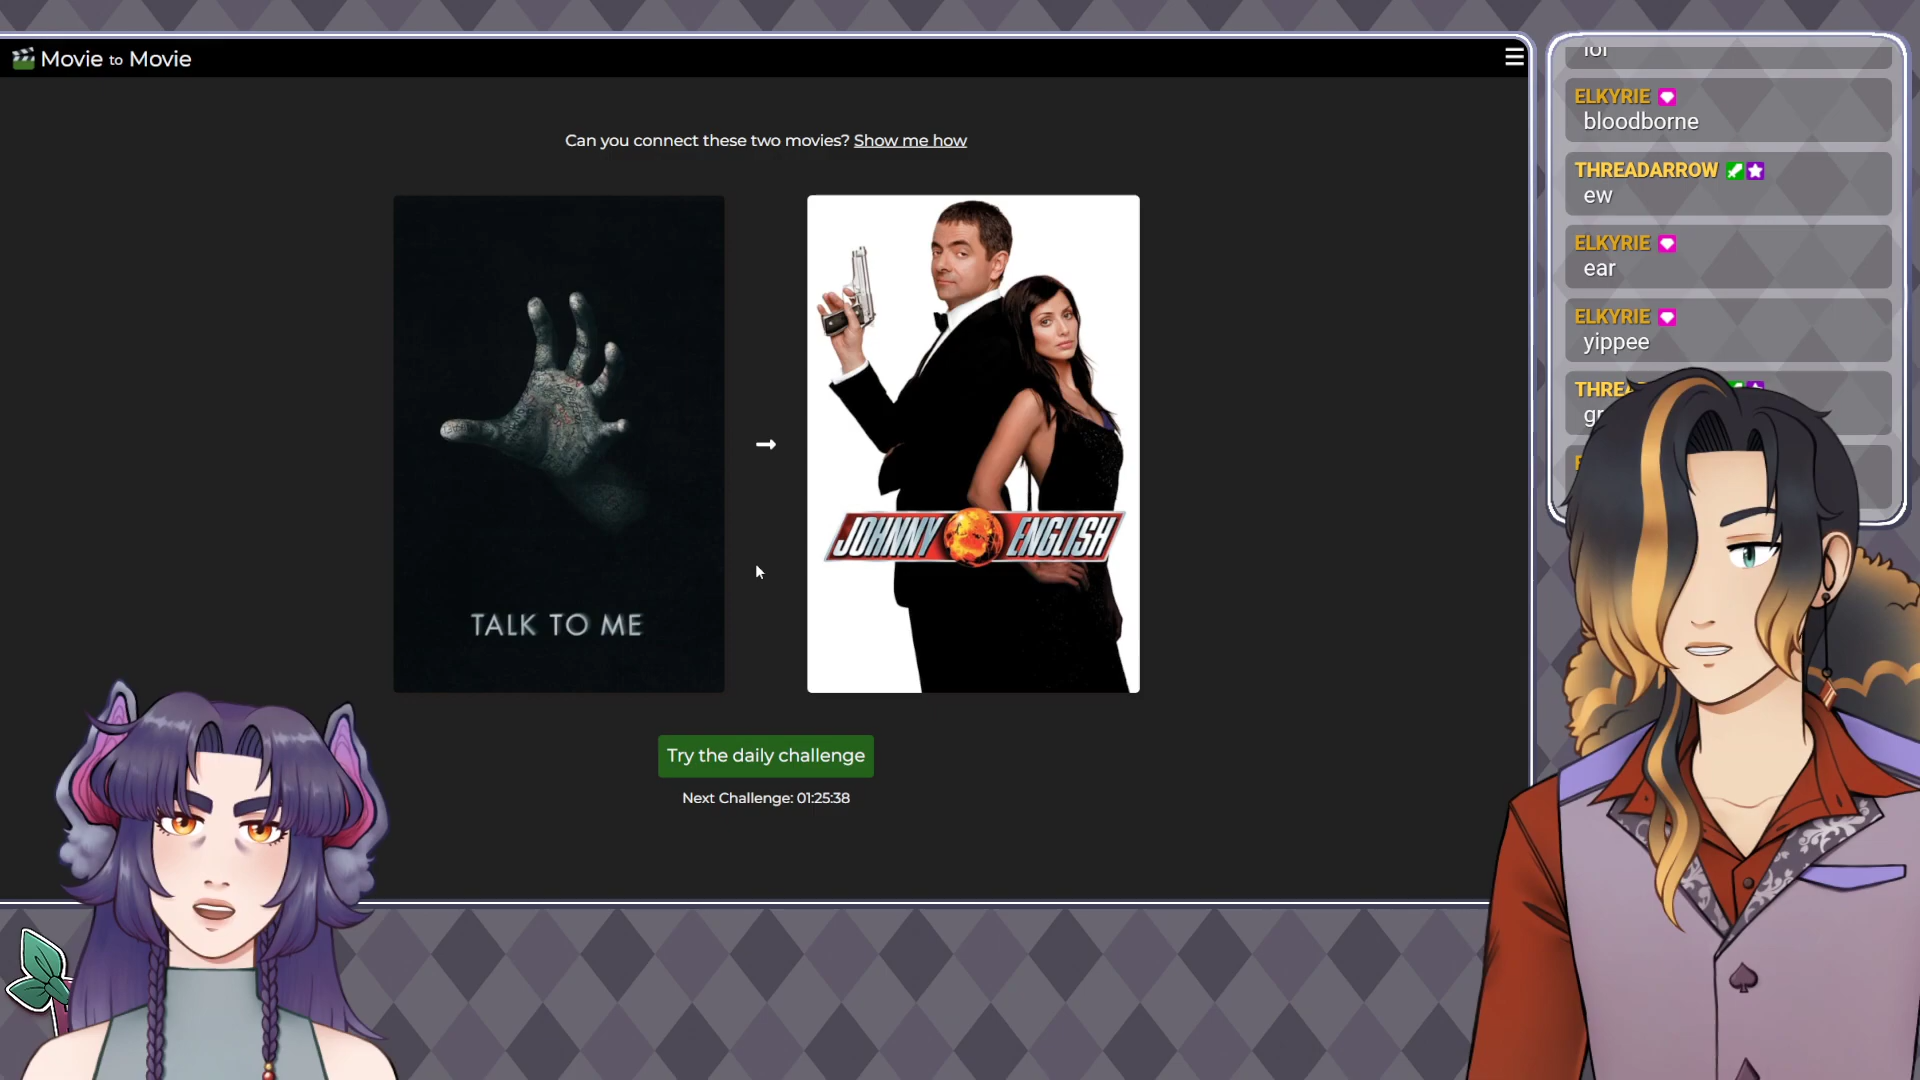 Movie to Movie
Can you connect these two movies? Show me how
TALK TO ME
JOHNNY ENGLISH
Try the daily challenge
Next Challenge: 01:25:38
lol
ELKYRIE
bloodborne
THREADARROW
ew
ELKYRIE
ear
ELKYRIE
yippee